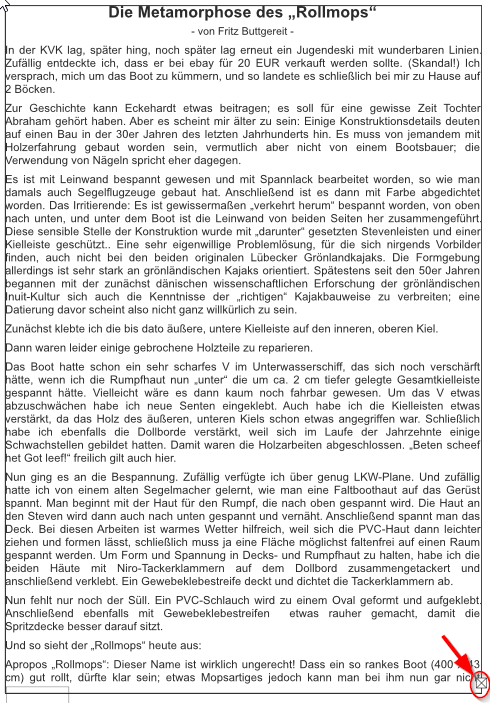 Die Metamorphose des „Rollmops“
- von Fritz Buttgereit -
In der KVK lag, später hing, noch später lag erneut ein Jugendeski mit wunderbaren Linien.
Zufällig entdeckte ich, dass er bei ebay für 20 EUR verkauft werden sollte. (Skandal!) Ich
versprach, mich um das Boot zu kümmern, und so landete es schließlich bei mir zu Hause auf
2 Böcken.
Zur Geschichte kann Eckehardt etwas beitragen; es soll für eine gewisse Zeit Tochter
Abraham gehört haben. Aber es scheint mir älter zu sein: Einige Konstruktionsdetails deuten
auf einen Bau in der 30er Jahren des letzten Jahrhunderts hin. Es muss von jemandem mit
Holzerfahrung gebaut worden sein, vermutlich aber nicht von einem Bootsbauer; die
Verwendung von Nägeln spricht eher dagegen.
Es ist mit Leinwand bespannt gewesen und mit Spannlack bearbeitet worden, so wie man
damals auch Segelflugzeuge gebaut hat. Anschließend ist es dann mit Farbe abgedichtet
worden. Das Irritierende: Es ist gewissermaßen „verkehrt herum“ bespannt worden, von oben
nach unten, und unter dem Boot ist die Leinwand von beiden Seiten her zusammengeführt.
Diese sensible Stelle der Konstruktion wurde mit „darunter“ gesetzten Stevenleisten und einer
Kielleiste geschützt.. Eine sehr eigenwillige Problemlösung, für die sich nirgends Vorbilder
finden, auch nicht bei den beiden originalen Lübecker Grönlandkajaks. Die Formgebung
allerdings ist sehr stark an grönländischen Kajaks orientiert. Spätestens seit den 50er Jahren
begannen mit der zunächst dänischen wissenschaftlichen Erforschung der grönländischen
Inuit-Kultur sich auch die Kenntnisse der „richtigen“ Kajakbauweise zu verbreiten; eine
Datierung davor scheint also nicht ganz willkürlich zu sein.
Zunächst klebte ich die bis dato äußere, untere Kielleiste auf den inneren, oberen Kiel.
Dann waren leider einige gebrochene Holzteile zu reparieren.
Das Boot hatte schon ein sehr scharfes V im Unterwasserschiff, das sich noch verschärft
hätte, wenn ich die Rumpfhaut nun „unter“ die um ca. 2 cm tiefer gelegte Gesamtkielleiste
gespannt hätte. Vielleicht wäre es dann kaum noch fahrbar gewesen. Um das V etwas
abzuschwächen habe ich neue Senten eingeklebt. Auch habe ich die Kielleisten etwas
verstärkt, da das Holz des äußeren, unteren Kiels schon etwas angegriffen war. Schließlich
habe ich ebenfalls die Dollborde verstärkt, weil sich im Laufe der Jahrzehnte einige
Schwachstellen gebildet hatten. Damit waren die Holzarbeiten abgeschlossen. „Beten scheef
het Got leef!“ freilich gilt auch hier.
Nun ging es an die Bespannung. Zufällig verfügte ich über genug LKW-Plane. Und zufällig
hatte ich von einem alten Segelmacher gelernt, wie man eine Faltboothaut auf das Gerüst
spannt. Man beginnt mit der Haut für den Rumpf, die nach oben gespannt wird. Die Haut an
den Steven wird dann auch nach unten gespannt und vernäht. Anschließend spannt man das
Deck. Bei diesen Arbeiten ist warmes Wetter hilfreich, weil sich die PVC-Haut dann leichter
ziehen und formen lässt, schließlich muss ja eine Fläche möglichst faltenfrei auf einen Raum
gespannt werden. Um Form und Spannung in Decks- und Rumpfhaut zu halten, habe ich die
beiden Häute mit Niro-Tackerklammern auf dem Dollbord zusammengetackert und
anschließend verklebt. Ein Gewebeklebestreife deckt und dichtet die Tackerklammern ab.
Nun fehlt nur noch der Süll. Ein PVC-Schlauch wird zu einem Oval geformt und aufgeklebt.
Anschließend ebenfalls mit Gewebeklebestreifen etwas rauher gemacht, damit die
Spritzdecke besser darauf sitzt.
Und so sieht der „Rollmops“ heute aus:
Apropos „Rollmops“: Dieser Name ist wirklich ungerecht! Dass ein so rankes Boot (400 x 43
cm) gut rollt, dürfte klar sein; etwas Mopsartiges jedoch kann man bei ihm nun gar nicht